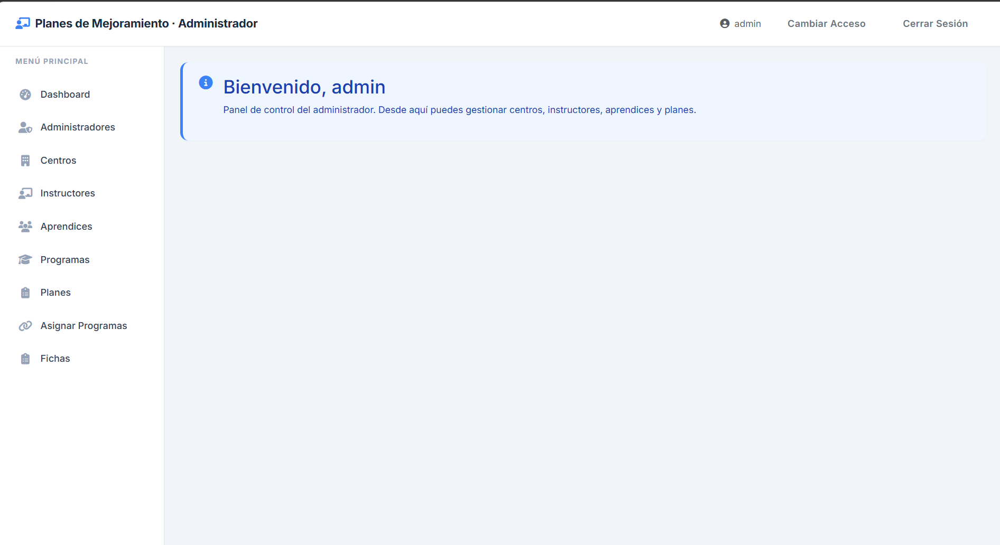 Planes de Mejoramiento · Administrador
admin
Cambiar Acceso
Cerrar Sesión
MENÚ PRINCIPAL
Dashboard
Administradores
Centros
Instructores
Aprendices
Programas
Planes
Asignar Programas
Fichas
Bienvenido, admin
Panel de control del administrador. Desde aquí puedes gestionar centros, instructores, aprendices y planes.